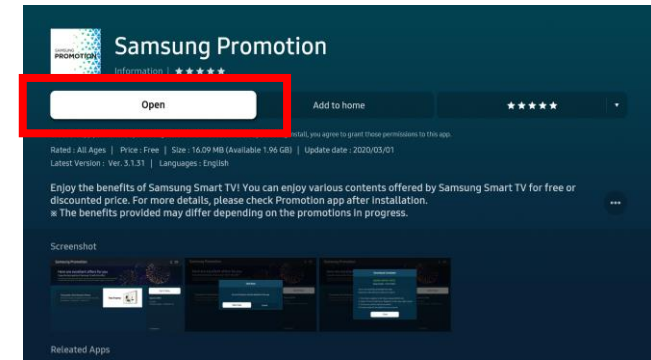 SAMSUNG
PROMOTION
Samsung Promotion
Information | ★★★★★
Open
Add to home
★★★★★
install, you agree to grant those permissions to this app.
Rated : All Ages | Price : Free | Size : 16.09 MB (Available 1.96 GB) | Update date : 2020/03/01
Latest Version : Ver. 3.1.31 | Languages : English
Enjoy the benefits of Samsung Smart TV! You can enjoy various contents offered by Samsung Smart TV for free or
discounted price. For more details, please check Promotion app after installation.
※ The benefits provided may differ depending on the promotions in progress.
Screenshot
Samsung Promotion
Releated Apps